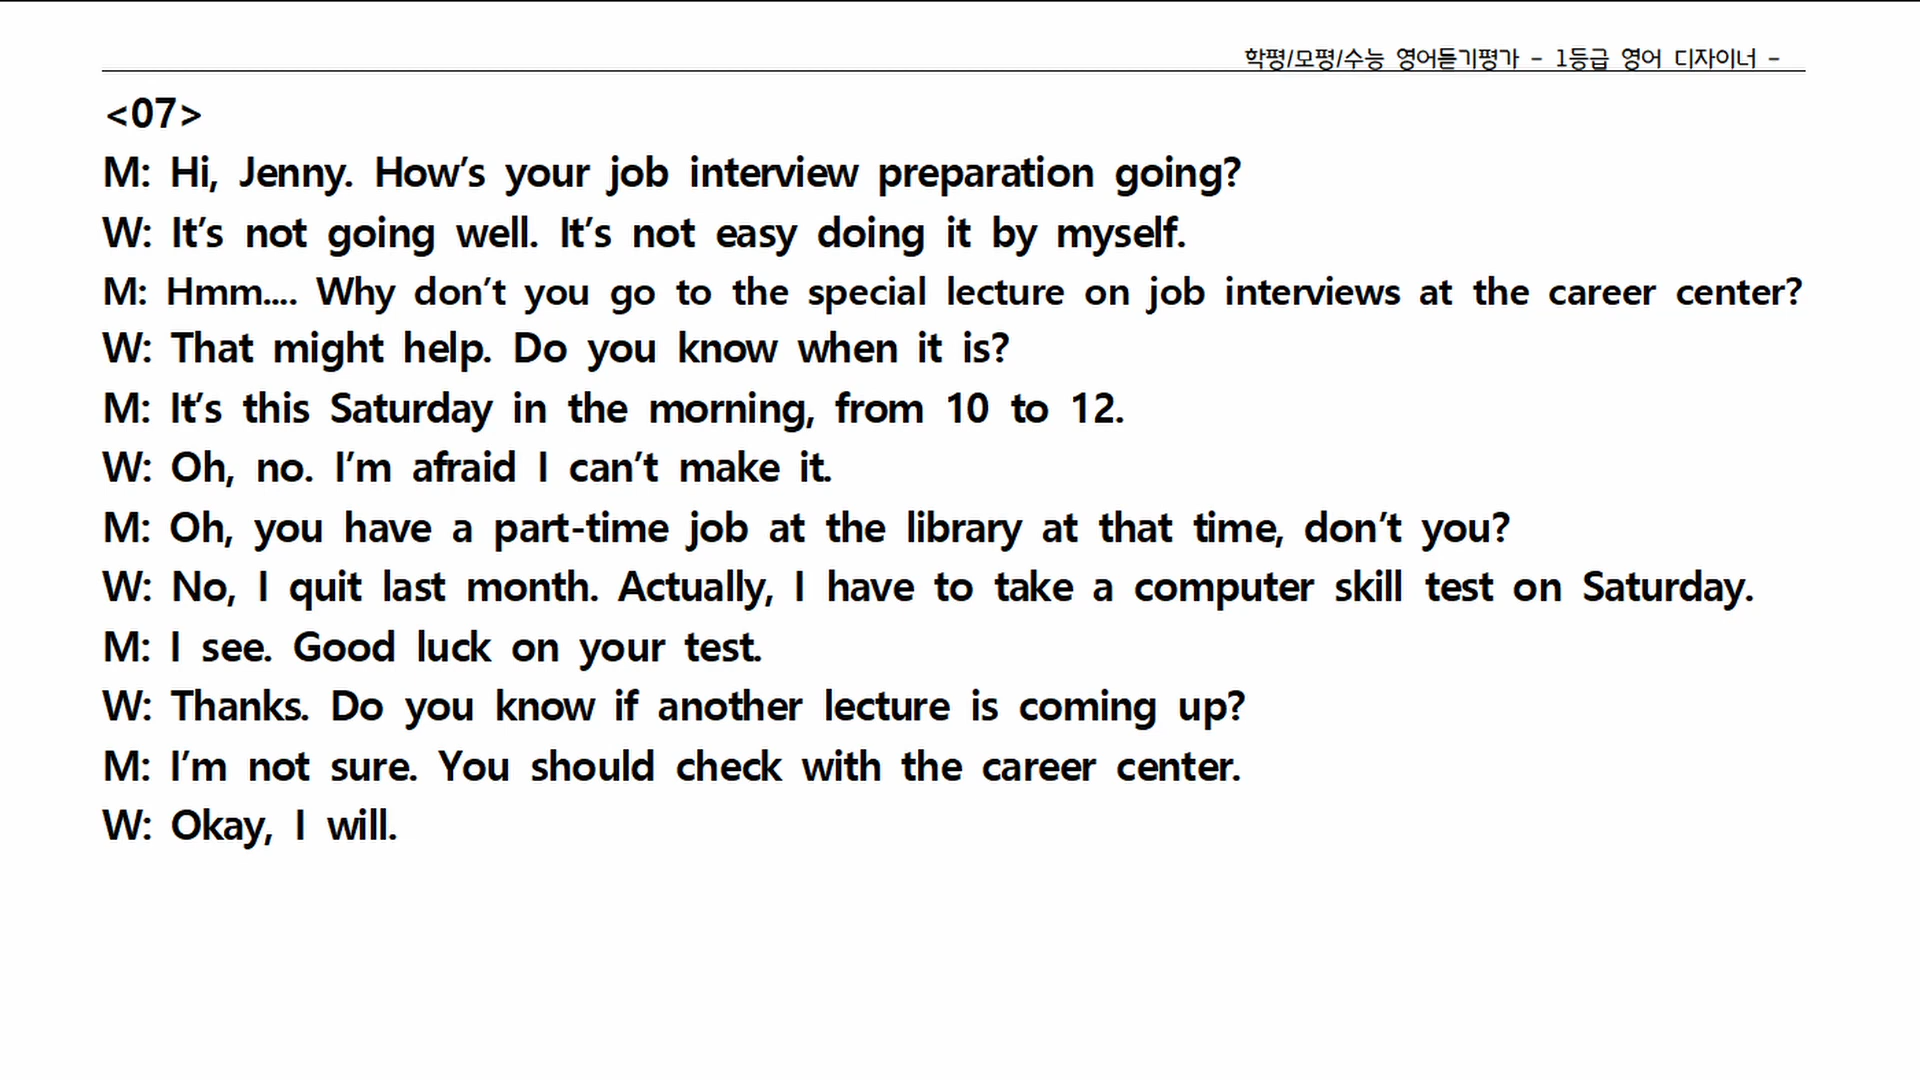 학평/모평/수능 영어듣기평가 - 1등급 영어 디자이너 -
<07>
M: Hi, Jenny. How’s your job interview preparation going?
W: It’s not going well. It’s not easy doing it by myself.
M: Hmm.... Why don’t you go to the special lecture on job interviews at the career center?
W: That might help. Do you know when it is?
M: It’s this Saturday in the morning, from 10 to 12.
W: Oh, no. I’m afraid I can’t make it.
M: Oh, you have a part-time job at the library at that time, don’t you?
W: No, I quit last month. Actually, I have to take a computer skill test on Saturday.
M: I see. Good luck on your test.
W: Thanks. Do you know if another lecture is coming up?
M: I’m not sure. You should check with the career center.
W: Okay, I will.